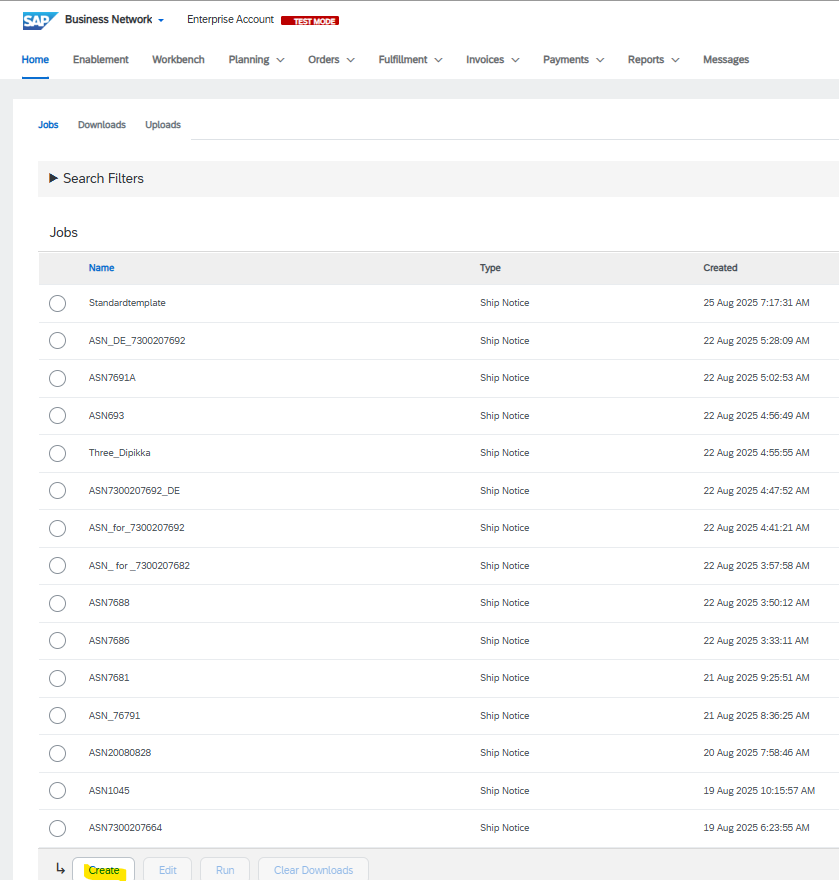 SAP Business Network Enterprise Account TEST MODE
Home Enablement Workbench Planning Orders Fulfillment Invoices Payments Reports Messages
Jobs Downloads Uploads
Search Filters
Jobs
Name Type Created
Standardtemplate Ship Notice 25 Aug 2025 7:17:31 AM
ASN_DE_7300207692 Ship Notice 22 Aug 2025 5:28:09 AM
ASN7691A Ship Notice 22 Aug 2025 5:02:53 AM
ASN693 Ship Notice 22 Aug 2025 4:56:49 AM
Three_Dipikka Ship Notice 22 Aug 2025 4:55:55 AM
ASN7300207692_DE Ship Notice 22 Aug 2025 4:47:52 AM
ASN_for_7300207692 Ship Notice 22 Aug 2025 4:41:21 AM
ASN_ for _7300207682 Ship Notice 22 Aug 2025 3:57:58 AM
ASN7688 Ship Notice 22 Aug 2025 3:50:12 AM
ASN7686 Ship Notice 22 Aug 2025 3:33:11 AM
ASN7681 Ship Notice 21 Aug 2025 9:25:51 AM
ASN_76791 Ship Notice 21 Aug 2025 8:36:25 AM
ASN20080828 Ship Notice 20 Aug 2025 7:58:46 AM
ASN1045 Ship Notice 19 Aug 2025 10:15:57 AM
ASN7300207664 Ship Notice 19 Aug 2025 6:23:55 AM
Create Edit Run Clear Downloads